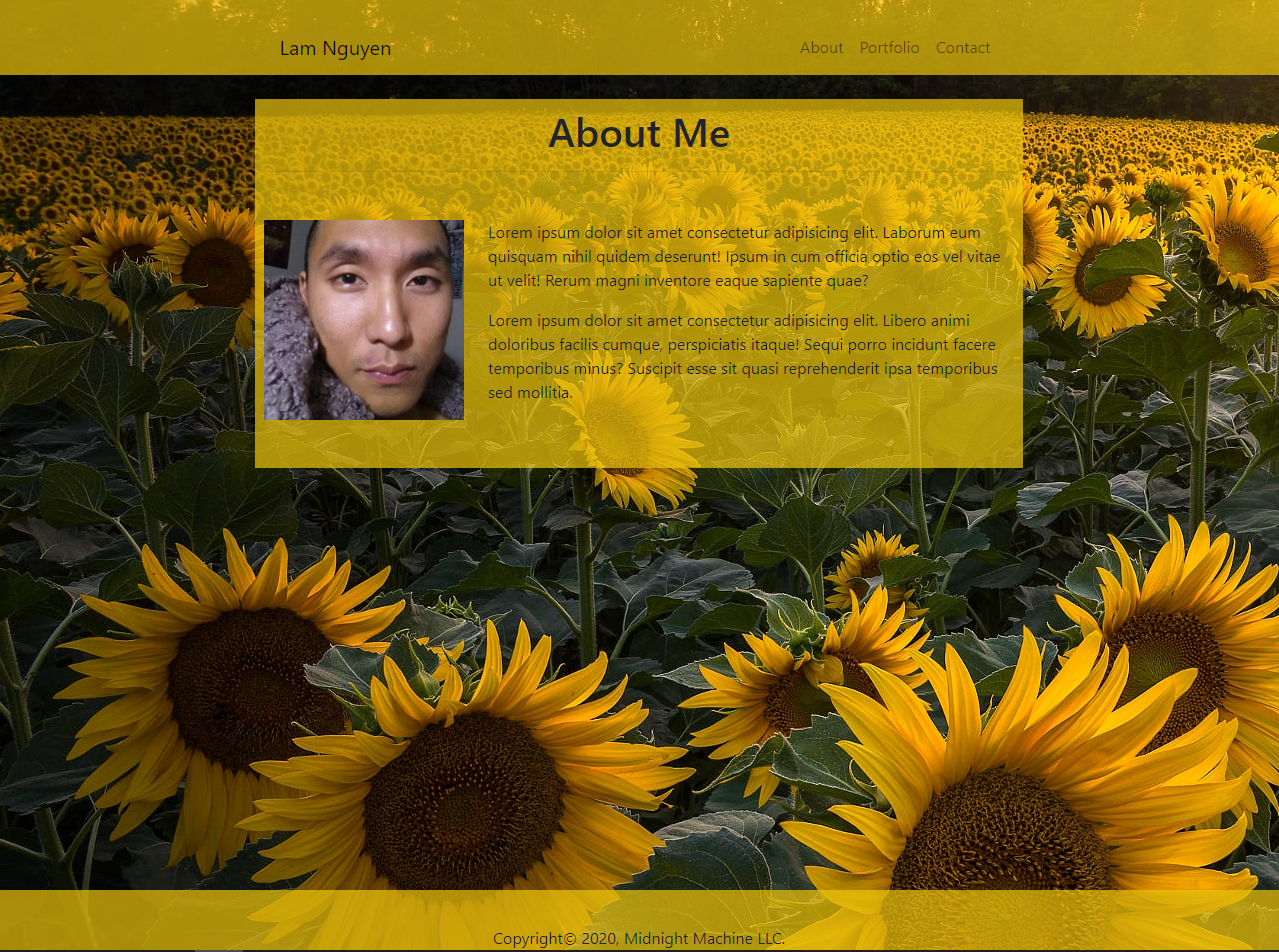 Lam Nguyen
About Portfolio Contact
About Me
Lorem ipsum dolor sit amet consectetur adipisicing elit. Laborum eum
quisquam nihil quidem deserunt! Ipsum in cum officia optio eos vel vitae
ut velit! Rerum magni inventore eaque sapiente quae?
Lorem ipsum dolor sit amet consectetur adipisicing elit. Libero animi
doloribus facilis cumque, perspiciatis itaque! Sequi porro incidunt facere
temporibus minus? Suscipit esse sit quasi reprehenderit ipsa temporibus
sed mollitia.
Copyright© 2020, Midnight Machine LLC.